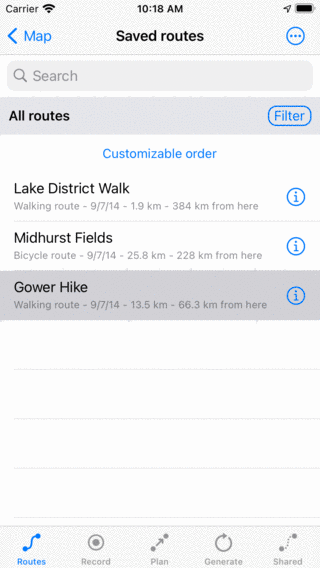 Carrier 10:18 AM
Map Saved routes
Search
All routes Filter
Customizable order
Lake District Walk
Walking route - 9/7/14 - 1.9 km - 384 km from here
Midhurst Fields
Bicycle route - 9/7/14 - 25.8 km - 228 km from here
Gower Hike
Walking route - 9/7/14 - 13.5 km - 66.3 km from here
Routes Record Plan Generate Shared